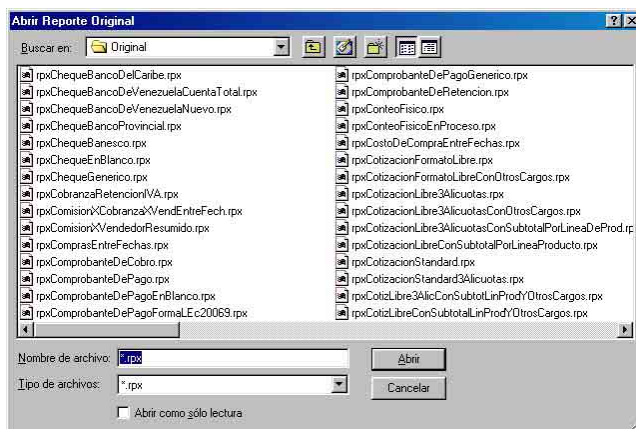 Abrir Reporte Original
Buscar en: Original
rpxChequeBancoDelCaribe.rpx
rpxChequeBancoDeVenezuelaCuentaTotal.rpx
rpxChequeBancoDeVenezuelaNuevo.rpx
rpxChequeBancoProvincial.rpx
rpxChequeBanesco.rpx
rpxChequeEnBlanco.rpx
rpxChequeGenerico.rpx
rpxCobranzaRetencionIVA.rpx
rpxComisionXCobranzaXVendEntreFech.rpx
rpxComisionXVendedorResumido.rpx
rpxComprasEntreFechas.rpx
rpxComprobanteDeCobro.rpx
rpxComprobanteDePago.rpx
rpxComprobanteDePagoEnBlanco.rpx
rpxComprobanteDePagoFormaLEc20069.rpx
rpxComprobanteDePagoGenerico.rpx
rpxComprobanteDeRetencion.rpx
rpxConteoFisico.rpx
rpxConteoFisicoEnProceso.rpx
rpxCostoDeCompraEntreFechas.rpx
rpxCotizacionFormatoLibre.rpx
rpxCotizacionFormatoLibreConOtrosCargos.rpx
rpxCotizacionLibre3Alicuotas.rpx
rpxCotizacionLibre3AlicuotasConOtrosCargos.rpx
rpxCotizacionLibre3AlicuotasConSubtotalPorLineaDeProd.rp
rpxCotizacionLibreConSubtotalPorLineaProducto.rpx
rpxCotizacionStandard.rpx
rpxCotizacionStandard3Alicuotas.rpx
rpxCotizLibre3AlicConSubtotLinProdYOtrosCargos.rpx
rpxCotizLibreConSubtotalLinProdYOtrosCargos.rpx
Nombre de archivo: *.rpx
Abrir
Tipo de archivos: *.rpx
Cancelar
Abrir como sólo lectura